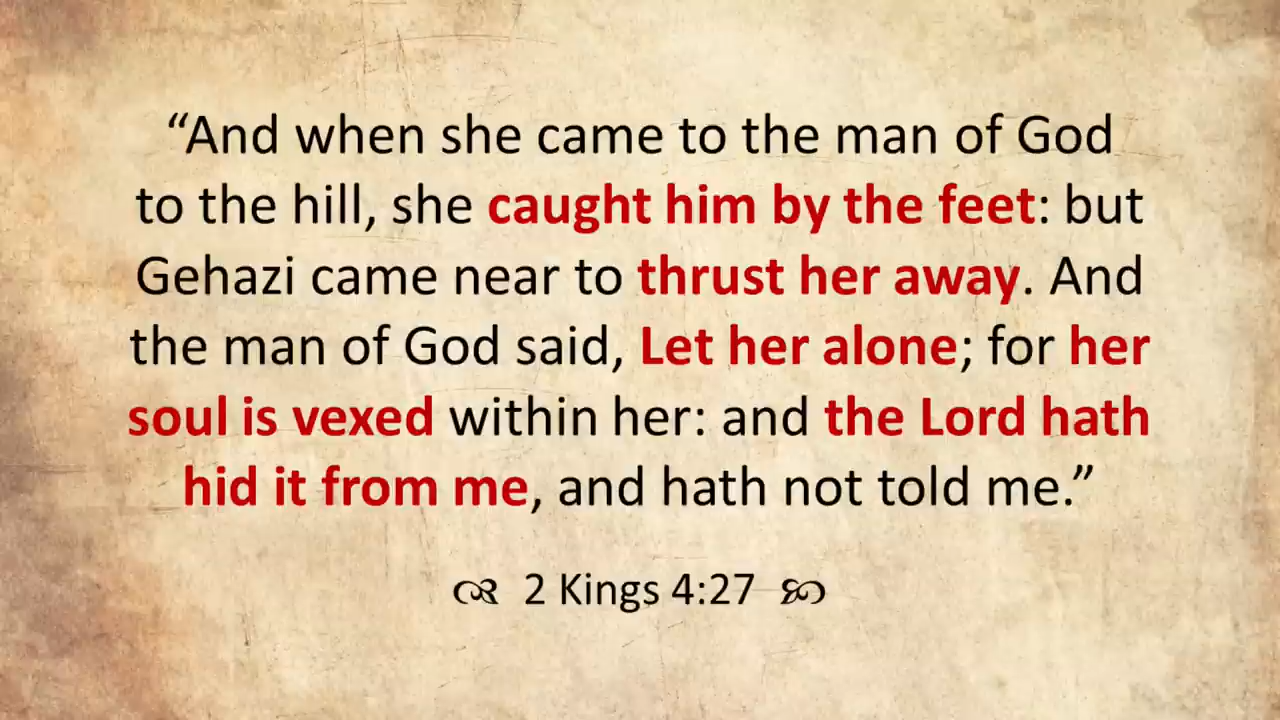 “And when she came to the man of God
to the hill, she caught him by the feet: but
Gehazi came near to thrust her away. And
the man of God said, Let her alone; for her
soul is vexed within her: and the Lord hath
hid it from me, and hath not told me.”
2 Kings 4:27